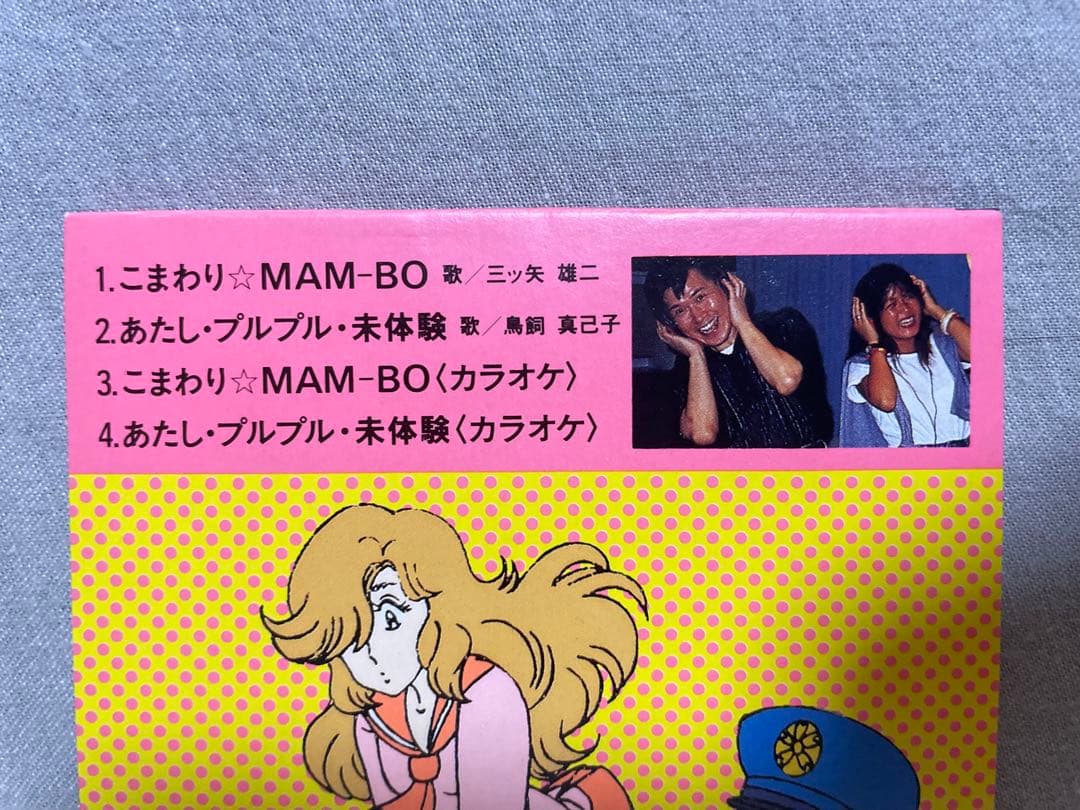 1.こまわり☆MAM-BO 歌／三ッ矢 雄二
2.あたし・プルプル・未体験 歌／鳥飼 真己子
3.こまわり☆MAM-BO〈カラオケ〉
4.あたし・プルプル・未体験〈カラオケ〉